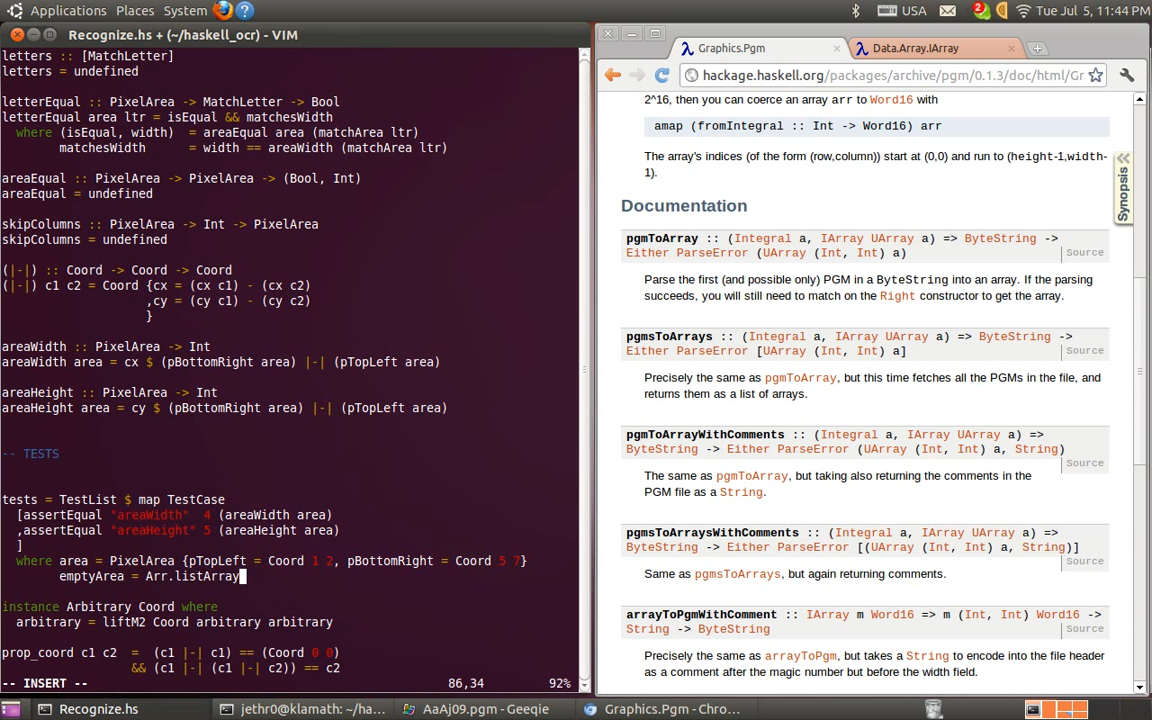 Applications Places System USA 2 Tue Jul 5, 11:44 PM
Recognize.hs + (~/haskell_ocr) - VIM
letters :: [MatchLetter]
letters = undefined
letterEqual :: PixelArea -> MatchLetter -> Bool
letterEqual area ltr = isEqual && matchesWidth
  where (isEqual, width)  = areaEqual area (matchArea ltr)
        matchesWidth      = width == areaWidth (matchArea ltr)
areaEqual :: PixelArea -> PixelArea -> (Bool, Int)
areaEqual = undefined
skipColumns :: PixelArea -> Int -> PixelArea
skipColumns = undefined
(|-|) :: Coord -> Coord -> Coord
(|-|) c1 c2 = Coord {cx = (cx c1) - (cx c2)
                    ,cy = (cy c1) - (cy c2)
                    }
areaWidth :: PixelArea -> Int
areaWidth area = cx $ (pBottomRight area) |-| (pTopLeft area)
areaHeight :: PixelArea -> Int
areaHeight area = cy $ (pBottomRight area) |-| (pTopLeft area)
-- TESTS
tests = TestList $ map TestCase
  [assertEqual "areaWidth"  4 (areaWidth area)
  ,assertEqual "areaHeight" 5 (areaHeight area)
  ]
  where area = PixelArea {pTopLeft = Coord 1 2, pBottomRight = Coord 5 7}
        emptyArea = Arr.listArray
instance Arbitrary Coord where
  arbitrary = liftM2 Coord arbitrary arbitrary
prop_coord c1 c2  =  (c1 |-| c1) == (Coord 0 0)
                  && (c1 |-| (c1 |-| c2)) == c2
-- INSERT -- 86,34 92%
Graphics.Pgm
Data.Array.IArray
hackage.haskell.org/packages/archive/pgm/0.1.3/doc/html/Gr
2^16, then you can coerce an array arr to Word16 with
amap (fromIntegral :: Int -> Word16) arr
The array's indices (of the form (row,column)) start at (0,0) and run to (height-1,width-
1).
Synopsis
Documentation
pgmToArray :: (Integral a, IArray UArray a) => ByteString ->
Either ParseError (UArray (Int, Int) a) Source
Parse the first (and possible only) PGM in a ByteString into an array. If the parsing
succeeds, you will still need to match on the Right constructor to get the array.
pgmsToArrays :: (Integral a, IArray UArray a) => ByteString ->
Either ParseError [UArray (Int, Int) a] Source
Precisely the same as pgmToArray, but this time fetches all the PGMs in the file, and
returns them as a list of arrays.
pgmToArrayWithComments :: (Integral a, IArray UArray a) =>
ByteString -> Either ParseError (UArray (Int, Int) a, String)
Source
The same as pgmToArray, but taking also returning the comments in the
PGM file as a String.
pgmsToArraysWithComments :: (Integral a, IArray UArray a) =>
ByteString -> Either ParseError [(UArray (Int, Int) a, String)]
Source
Same as pgmsToArrays, but again returning comments.
arrayToPgmWithComment :: IArray m Word16 => m (Int, Int) Word16 ->
String -> ByteString Source
Precisely the same as arrayToPgm, but takes a String to encode into the file header
as a comment after the magic number but before the width field.
Recognize.hs
jethr0@klamath: ~/ha...
AaAj09.pgm - Geeqie
Graphics.Pgm - Chro...